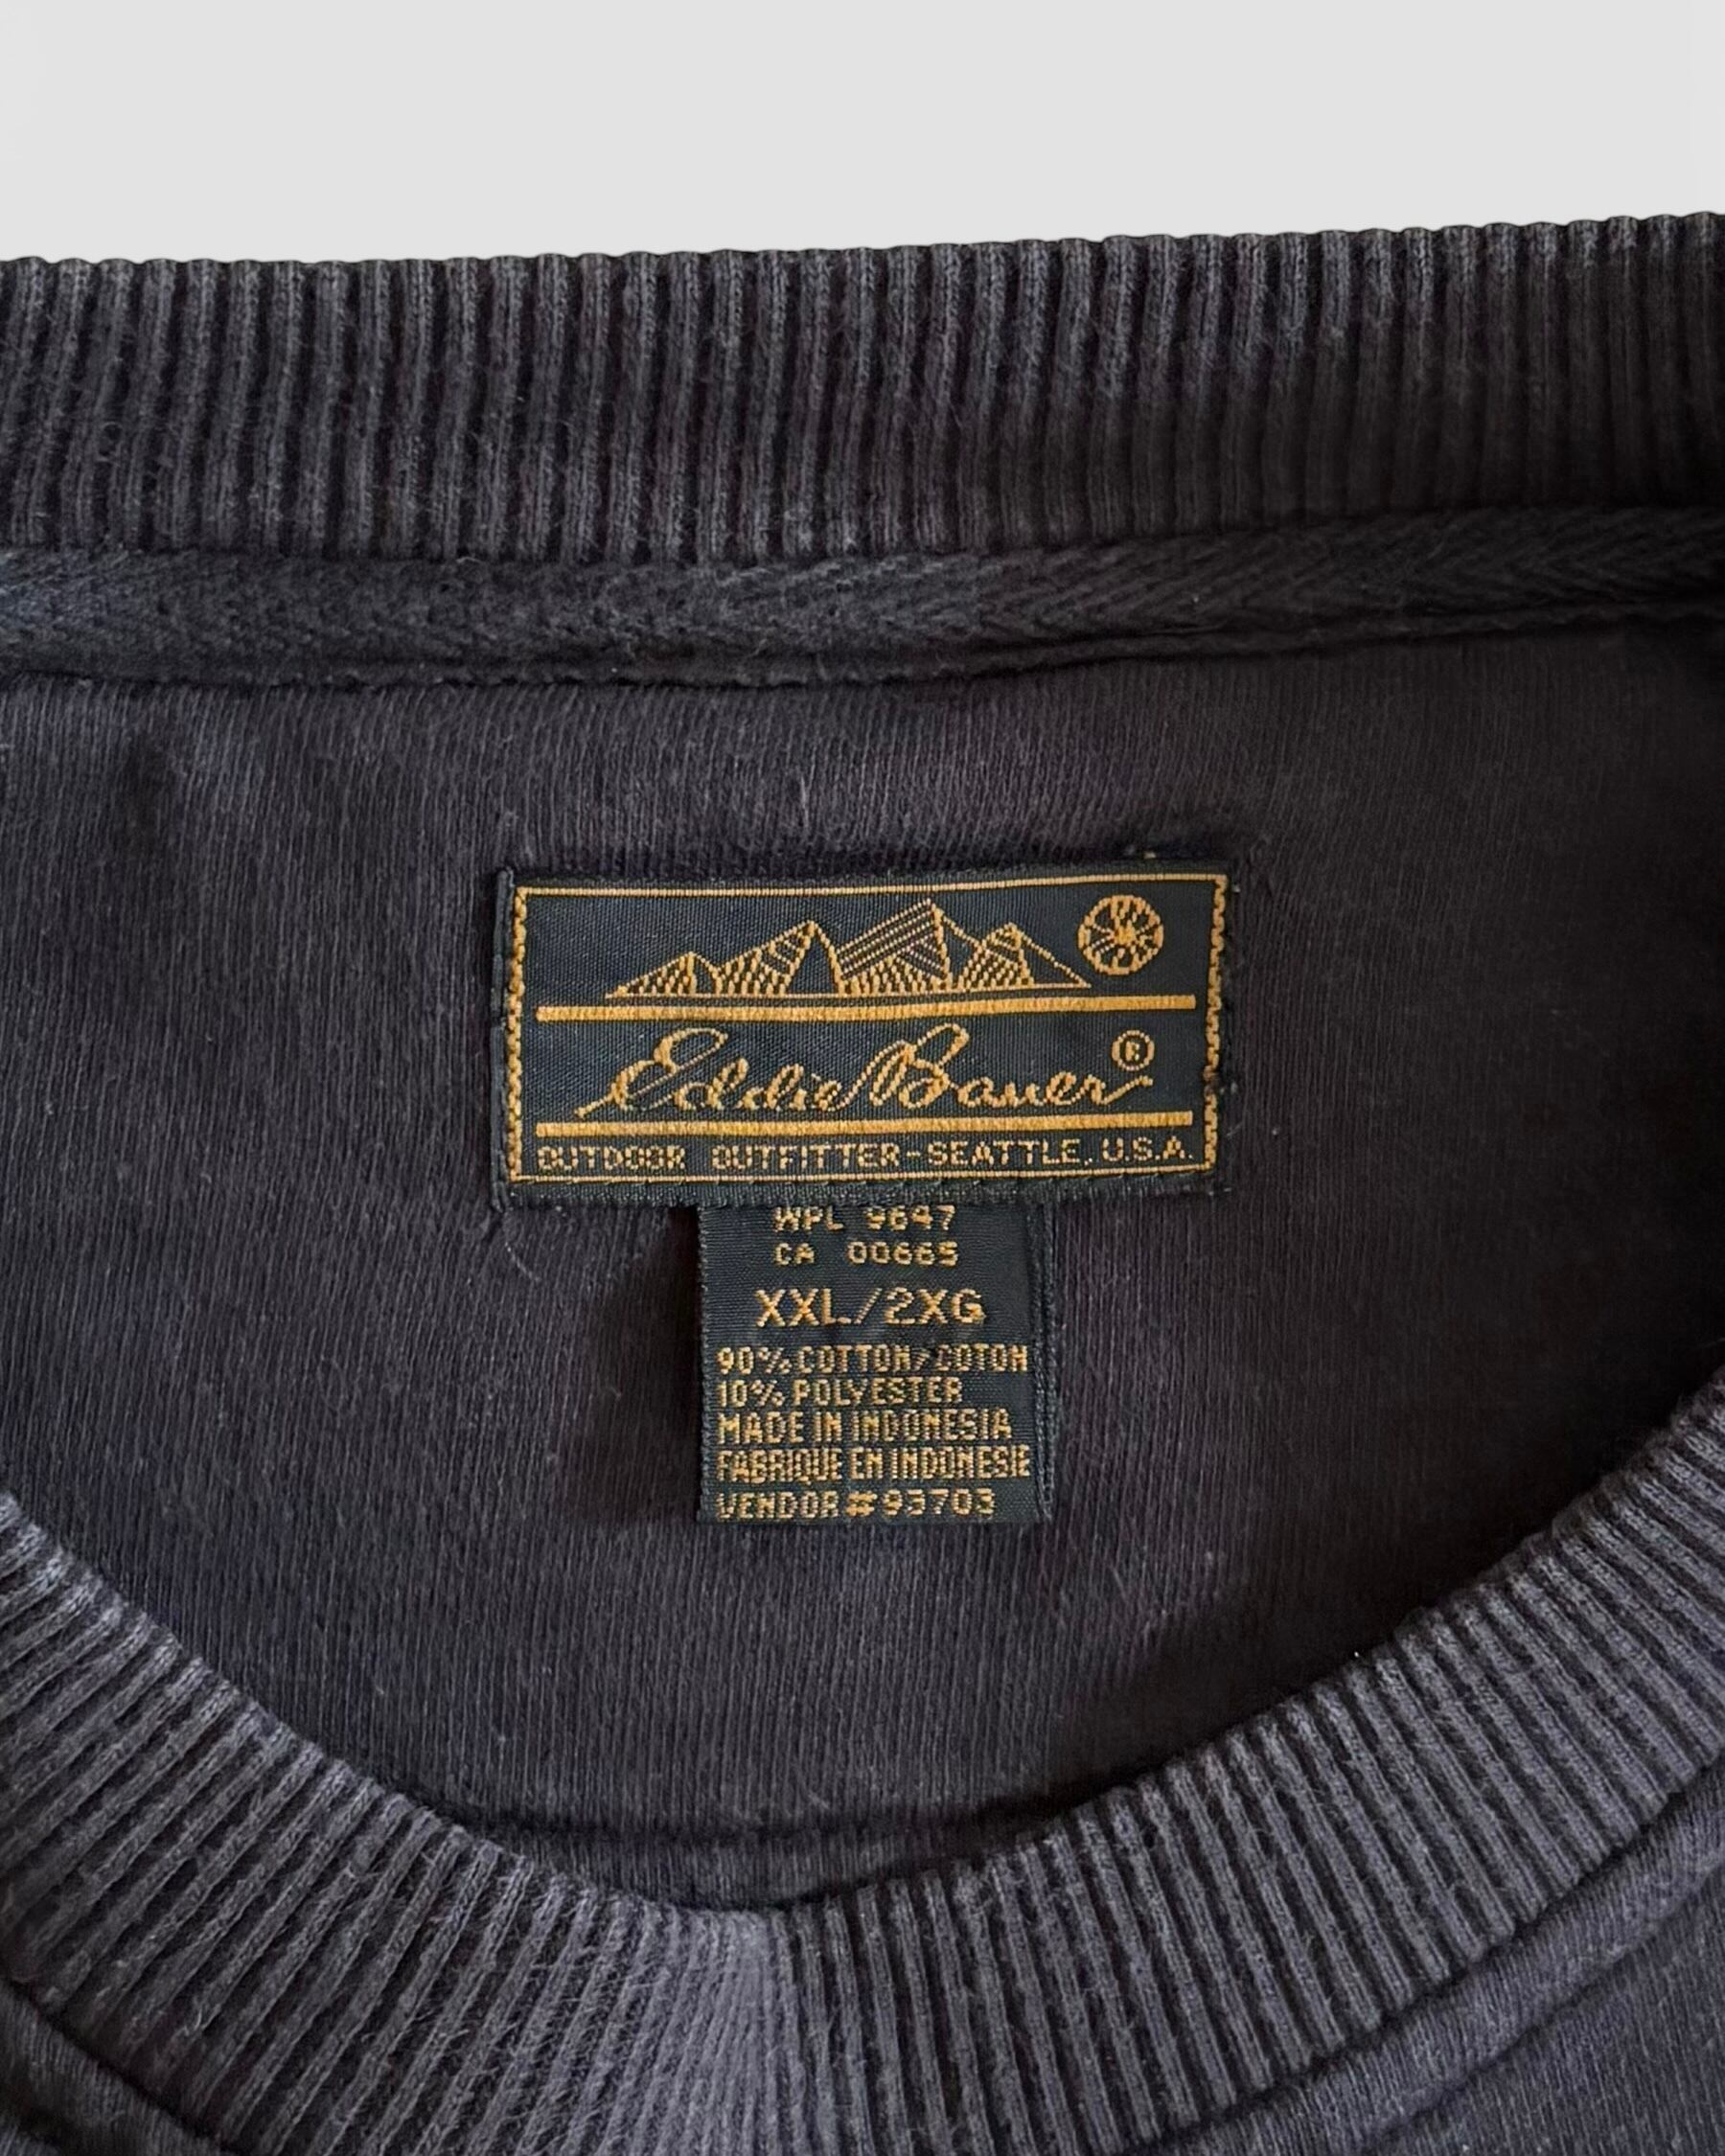 Eddie Bauer®
OUTDOOR OUTFITTER-SEATTLE, U.S.A.
WPL 9647
CA 00665
XXL/2XG
90% COTTON/COTON
10% POLYESTER
MADE IN INDONESIA
FABRIQUE EN INDONESIE
VENDOR #93703